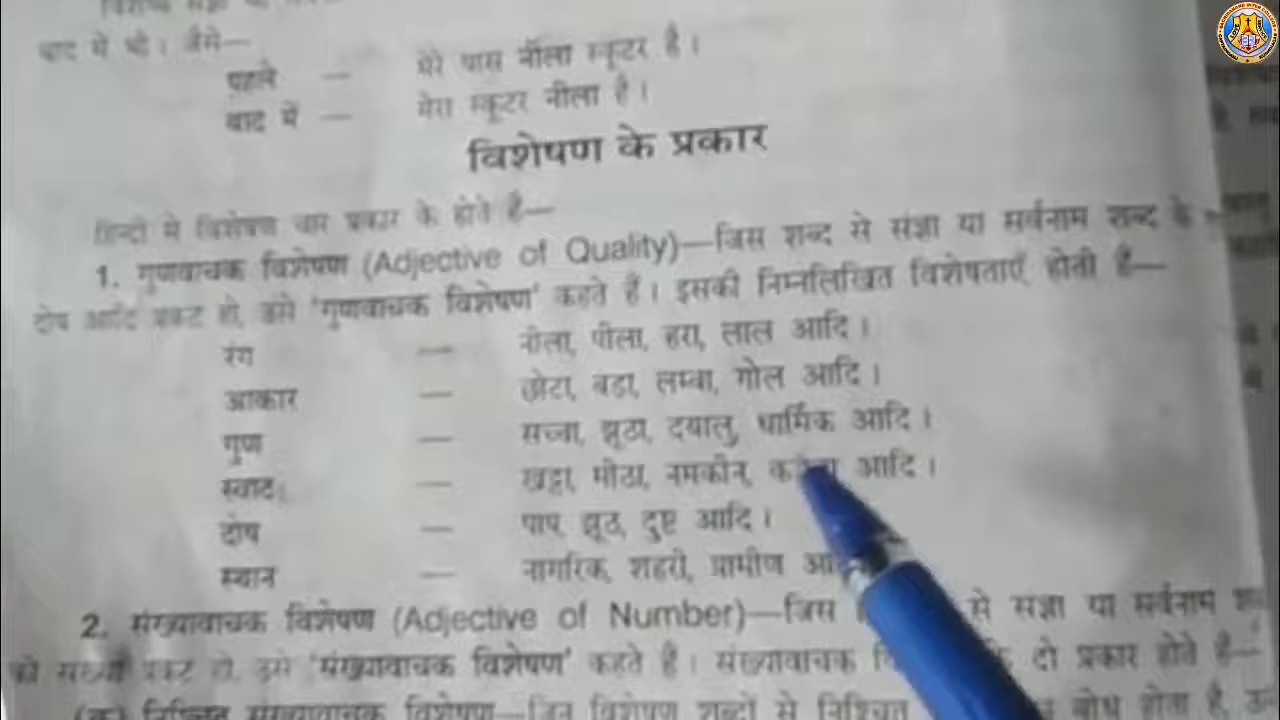 विशेष्य संज्ञा या
बाद में भी। जैसे—
पहले — मेरे पास नीला स्कूटर है।
बाद में — मेरा स्कूटर नीला है।
विशेषण के प्रकार
हिन्दी में विशेषण चार प्रकार के होते हैं—
1. गुणवाचक विशेषण (Adjective of Quality)—जिस शब्द से संज्ञा या सर्वनाम शब्द के
दोष आदि प्रकट हो, उसे 'गुणवाचक विशेषण' कहते हैं। इसकी निम्नलिखित विशेषताएँ होती हैं—
रंग — नीला, पीला, हरा, लाल आदि।
आकार — छोटा, बडा, लम्बा, गोल आदि।
गुण — सच्चा, झूठा, दयालु, धार्मिक आदि।
स्वाद — खट्टा, मीठा, नमकीन, आदि।
दोष — पाप, झूठ, दुष्ट आदि।
स्थान — नागरिक, शहरी, ग्रामीण
2. संख्यावाचक विशेषण (Adjective of Number)—जिस से संज्ञा या सर्वनाम
की संख्या प्रकट हो, उसे 'संख्यावाचक विशेषण' कहते है। संख्यावाचक दो प्रकार होते है—
(क) निश्चित संख्यावाचक विशेषण—जिन विशेषण शब्दों से निश्चित बोध होता है,